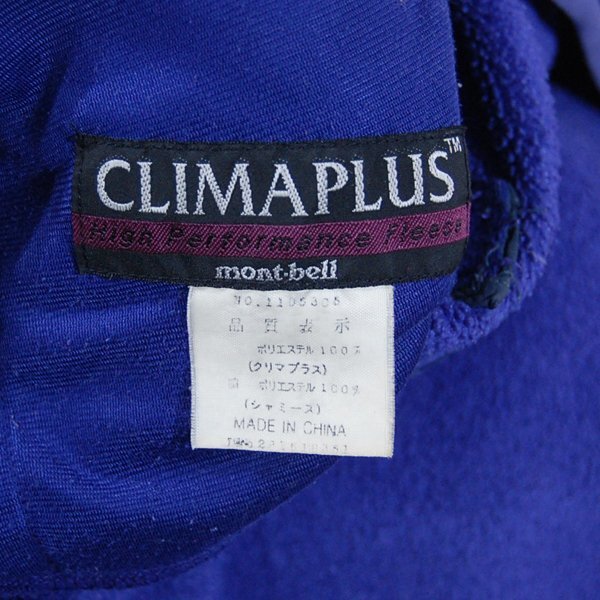 CLIMAPLUS™
High Performance Fleece
mont-bell
品質表示
ポリエステル100%
(クリマプラス)
ポリエステル100%
(シャミース)
MADE IN CHINA